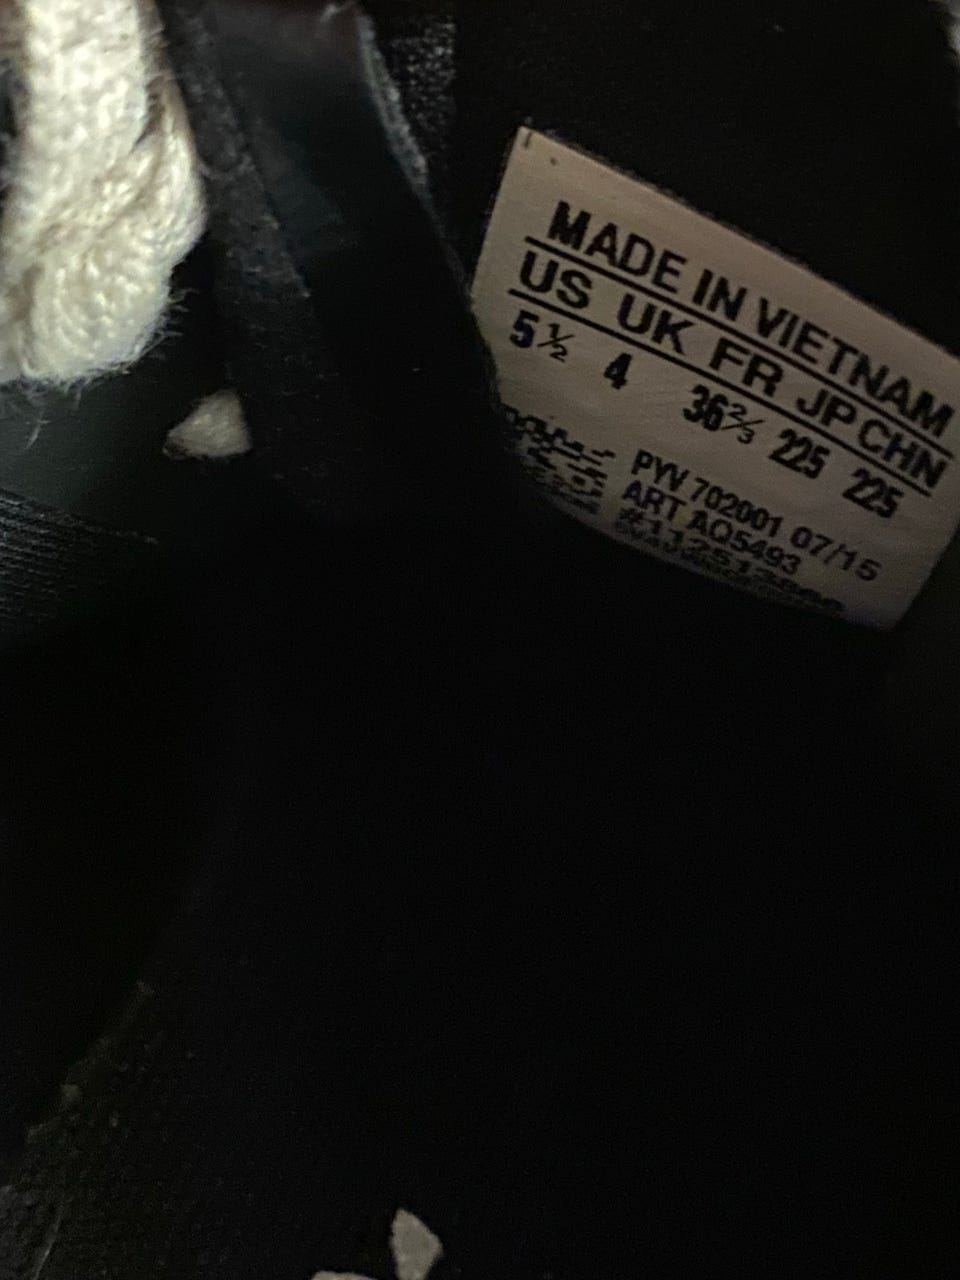 MADE IN VIETNAM
US UK FR JP CHN
5½ 4 36⅔ 225 225
PYV 702001 07/15
ART AQ5493